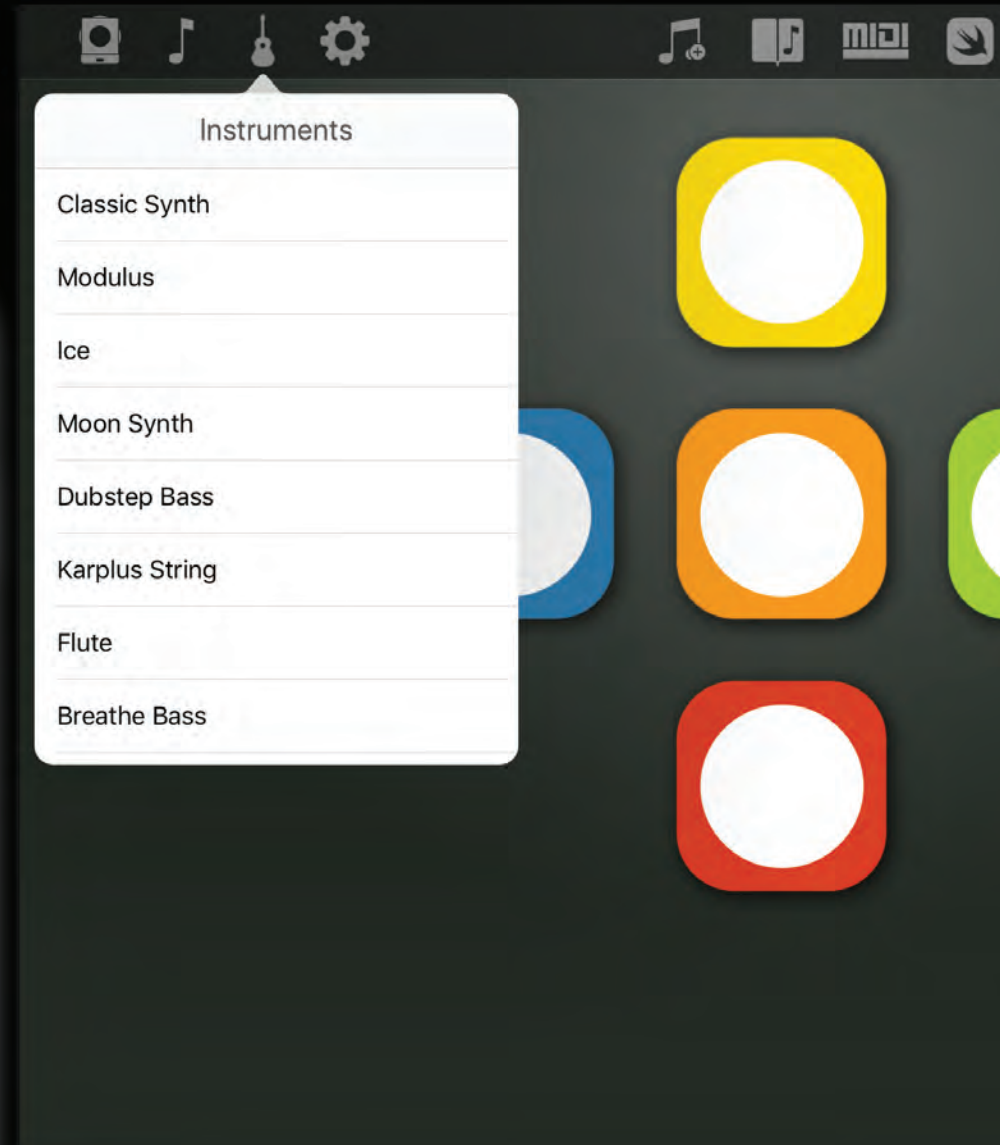 MIDI
Instruments
Classic Synth
Modulus
Ice
Moon Synth
Dubstep Bass
Karplus String
Flute
Breathe Bass